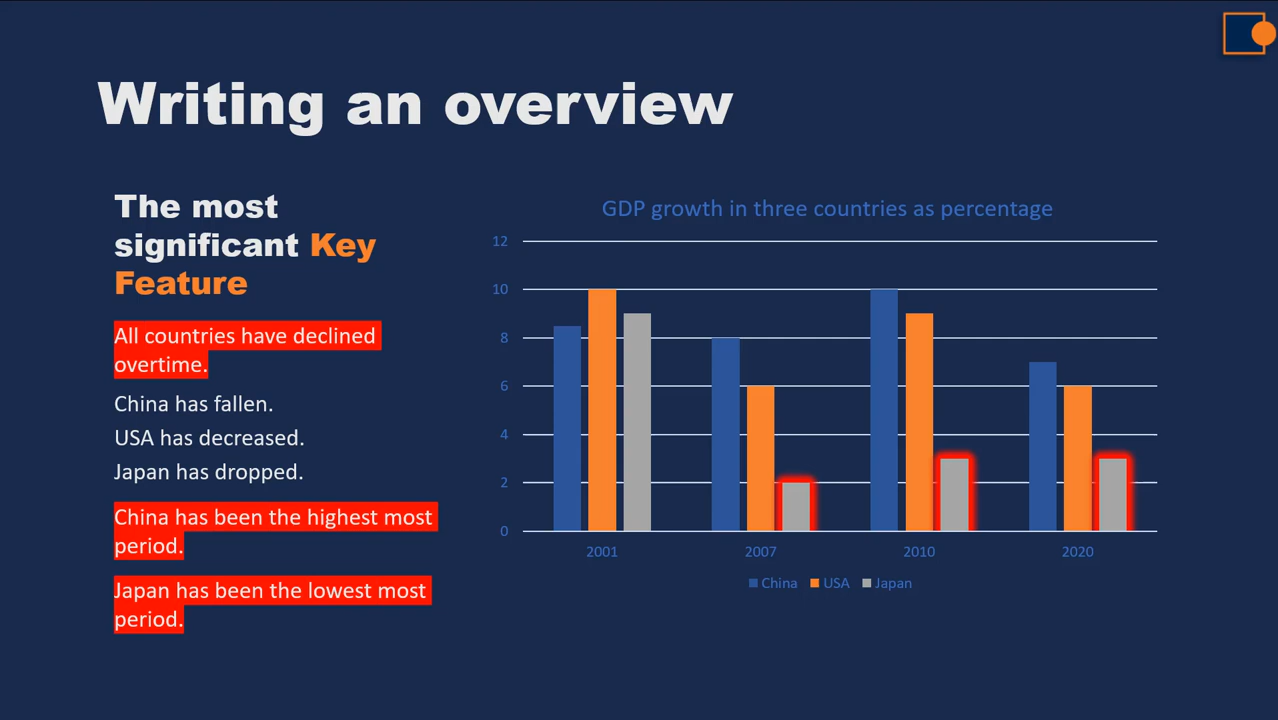 Writing an overview
The most
significant Key
Feature
All countries have declined
overtime.
China has fallen.
USA has decreased.
Japan has dropped.
China has been the highest most
period.
Japan has been the lowest most
period.
GDP growth in three countries as percentage
12
10
8
6
4
2
0
2001 2007 2010 2020
China USA Japan